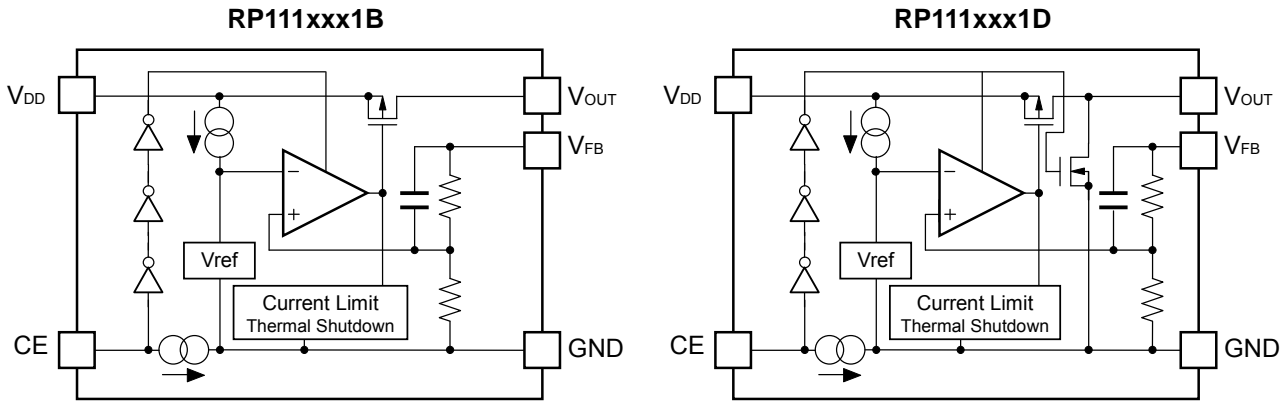 RP111xxx1B
VDD
VOUT
VFB
−
+
Vref
Current Limit
Thermal Shutdown
CE
GND
RP111xxx1D
VDD
VOUT
VFB
−
+
Vref
Current Limit
Thermal Shutdown
CE
GND